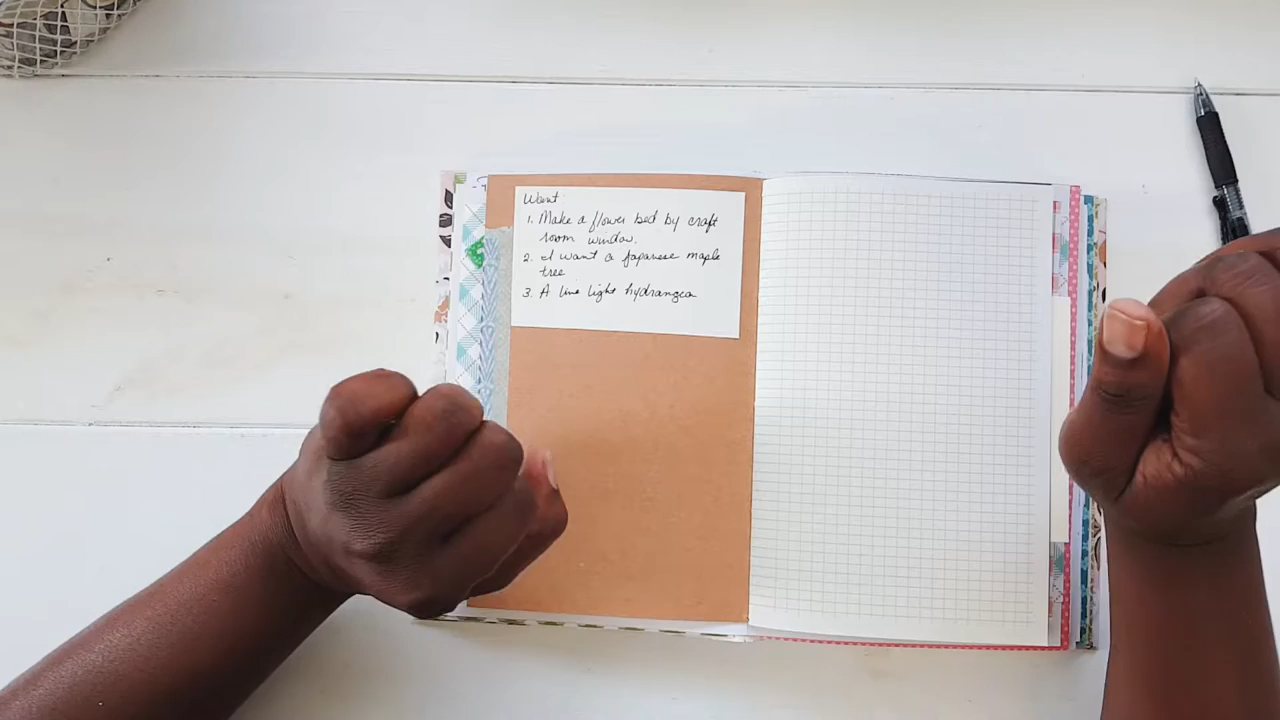 Want:
1. Make a flower bed by craft
room window.
2. I want a Japanese maple
tree
3. A lime light hydrangea